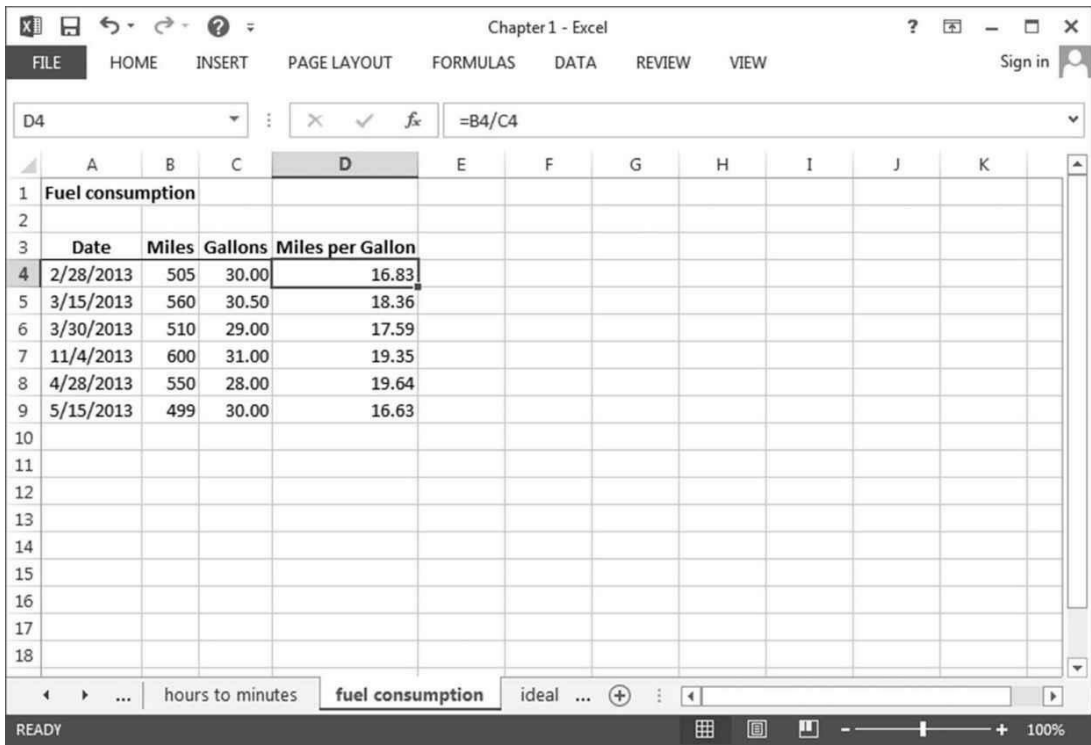 Chapter 1 - Excel
FILE HOME INSERT PAGE LAYOUT FORMULAS DATA REVIEW VIEW Sign in
D4 fx =B4/C4
A B C D E F G H I J K
1 Fuel consumption
2
3 Date Miles Gallons Miles per Gallon
4 2/28/2013 505 30.00 16.83
5 3/15/2013 560 30.50 18.36
6 3/30/2013 510 29.00 17.59
7 11/4/2013 600 31.00 19.35
8 4/28/2013 550 28.00 19.64
9 5/15/2013 499 30.00 16.63
10
11
12
13
14
15
16
17
18
... hours to minutes fuel consumption ideal ...
READY 100%